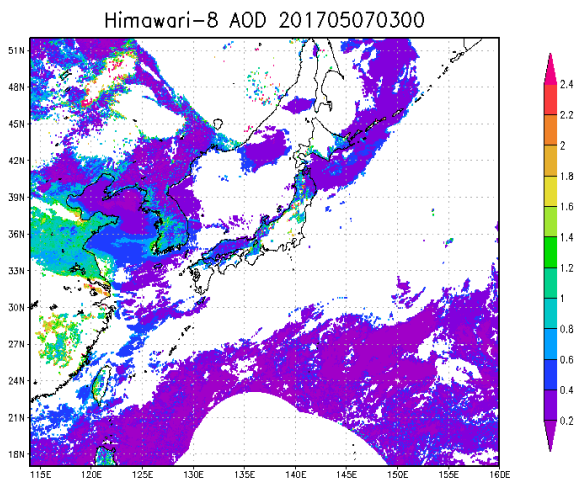 Himawari-8 AOD 201705070300
51N
48N
45N
42N
39N
36N
33N
30N
27N
24N
21N
18N
115E 120E 125E 130E 135E 140E 145E 150E 155E 160E
2.4
2.2
2
1.8
1.6
1.4
1.2
1
0.8
0.6
0.4
0.2